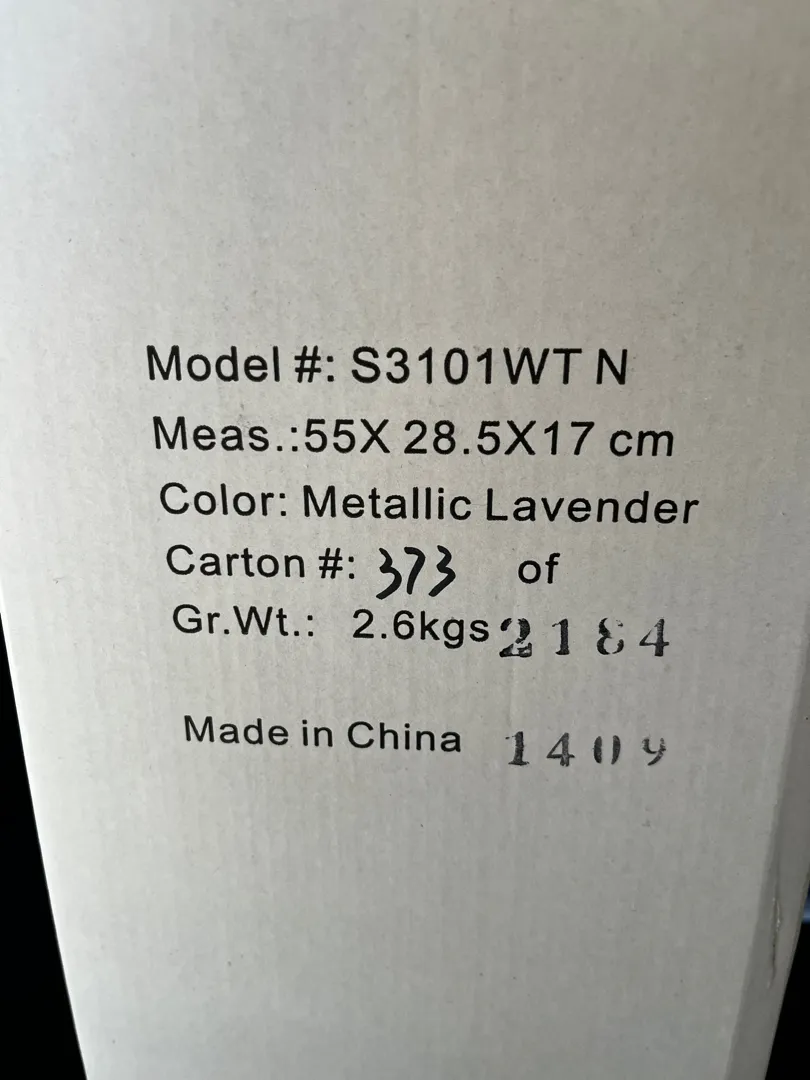 Model #: S3101WT N
Meas.:55X 28.5X17 cm
Color: Metallic Lavender
Carton #: 373 of
Gr.Wt.: 2.6kgs 2184
Made in China 1409